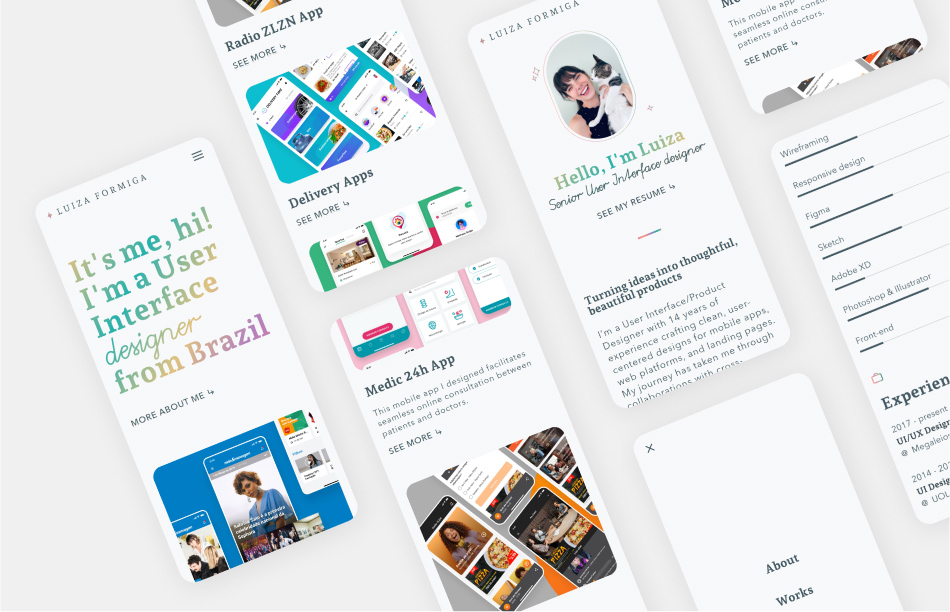 LUIZA FORMIGA
It's me, hi!
I'm a User
Interface
designer
from Brazil
MORE ABOUT ME
Radio ZLZN App
SEE MORE
Delivery Apps
SEE MORE
Medic 24h App
This mobile app I designed facilitates
seamless online consultation between
patients and doctors.
SEE MORE
PIZZA
PIZZA
LUIZA FORMIGA
Hello, I'm Luiza
Senior User Interface designer
SEE MY RESUME
Turning ideas into thoughtful,
beautiful products
I'm a User Interface/Product
Designer with 14 years of
experience crafting clean, user-
centered designs for mobile apps,
web platforms, and landing pages.
My journey has taken me through
collaborations with cross-
About
Works
This mobile app
seamless online consultation
patients and doctors.
SEE MORE
Wireframing
Responsive design
Figma
Sketch
Adobe XD
Photoshop & Illustrator
Front-end
Experien
2017 - present
UI/UX Design
@ Megaleios
2014 - 201
UI Desig
@ UOL